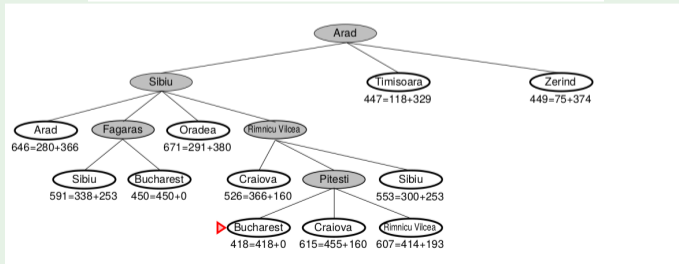 Arad
Sibiu
Timisoara
Zerind
447=118+329
449=75+374
Arad
Fagaras
Oradea
Rimnicu Vilcea
646=280+366
671=291+380
Sibiu
Bucharest
Craiova
Pitesti
Sibiu
591=338+253
450=450+0
526=366+160
553=300+253
Bucharest
Craiova
Rimnicu Vilcea
418=418+0
615=455+160
607=414+193